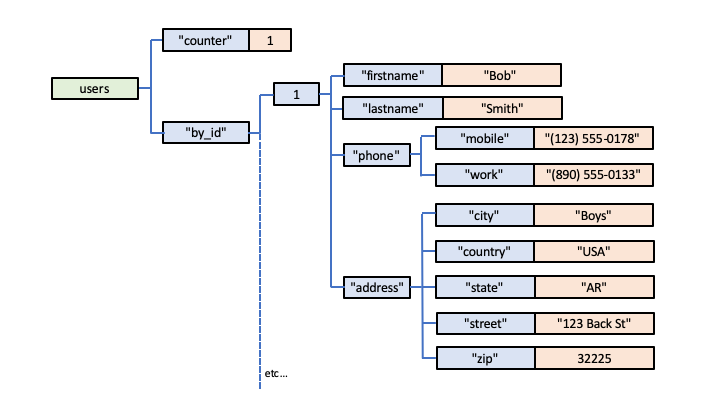 users
"counter" 1
"by_id"
1
"firstname" "Bob"
"lastname" "Smith"
"phone"
"mobile" "(123) 555-0178"
"work" "(890) 555-0133"
"address"
"city" "Boys"
"country" "USA"
"state" "AR"
"street" "123 Back St"
"zip" 32225
etc...